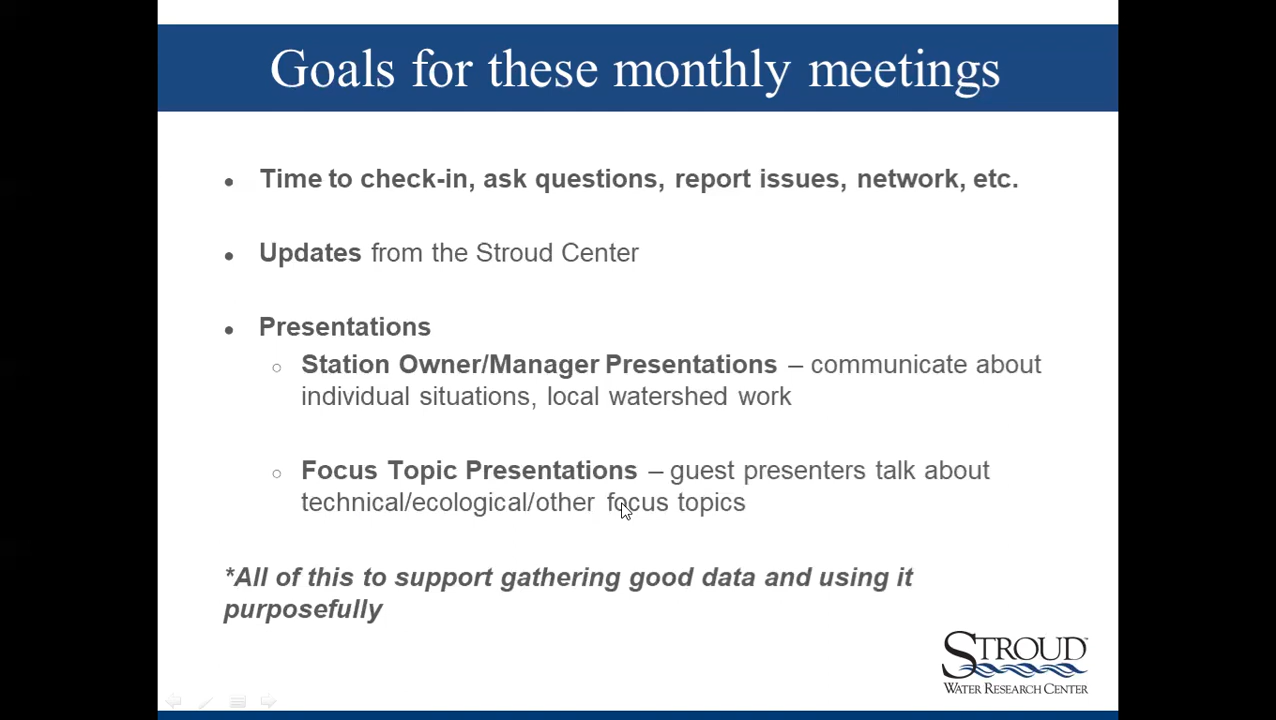 Goals for these monthly meetings
• Time to check-in, ask questions, report issues, network, etc.
• Updates from the Stroud Center
• Presentations
○ Station Owner/Manager Presentations – communicate about
individual situations, local watershed work
○ Focus Topic Presentations – guest presenters talk about
technical/ecological/other focus topics
*All of this to support gathering good data and using it
purposefully
STROUD™
WATER RESEARCH CENTER